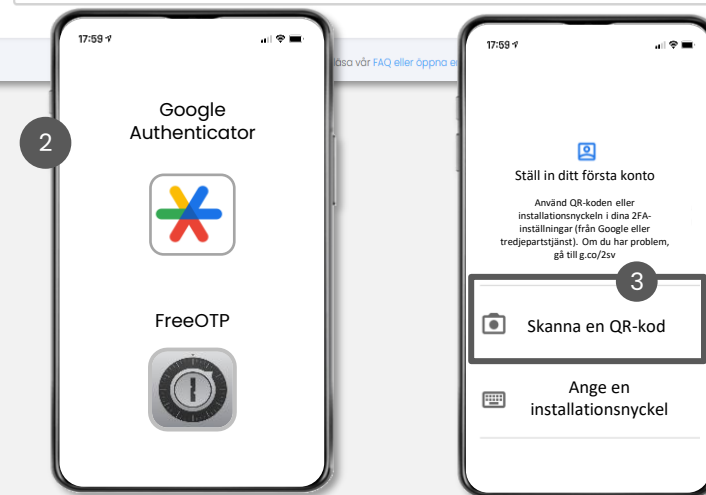 läsa vår FAQ eller öppna
17:59
2
Google
Authenticator
FreeOTP
17:59
Ställ in ditt första konto
Använd QR-koden eller
installationsnyckeln i dina 2FA-
inställningar (från Google eller
tredjepartstjänst). Om du har problem,
gå till g.co/2sv
3
Skanna en QR-kod
Ange en
installationsnyckel